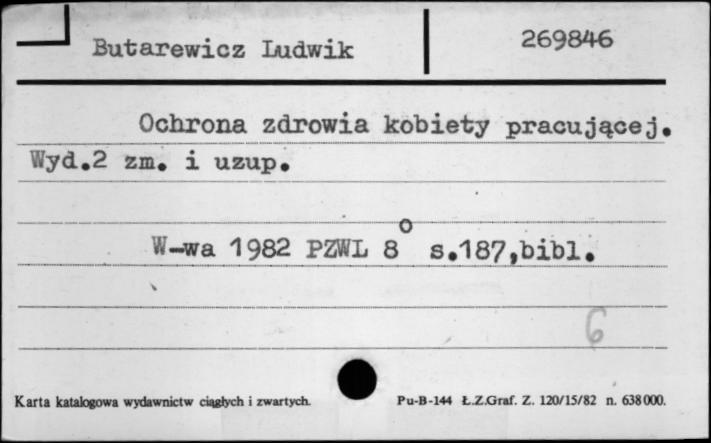 Butarewicz Ludwik 269846
Ochrona zdrowia kobiety pracującej.
Wyd.2 zm. i uzup.
W-wa 1982 PZWL 8° s.187,bibl.
6
Karta katalogowa wydawnictw ciągłych i zwartych. Pu-B-144 Ł.Z.Graf. Z. 120/15/82 n. 638000.